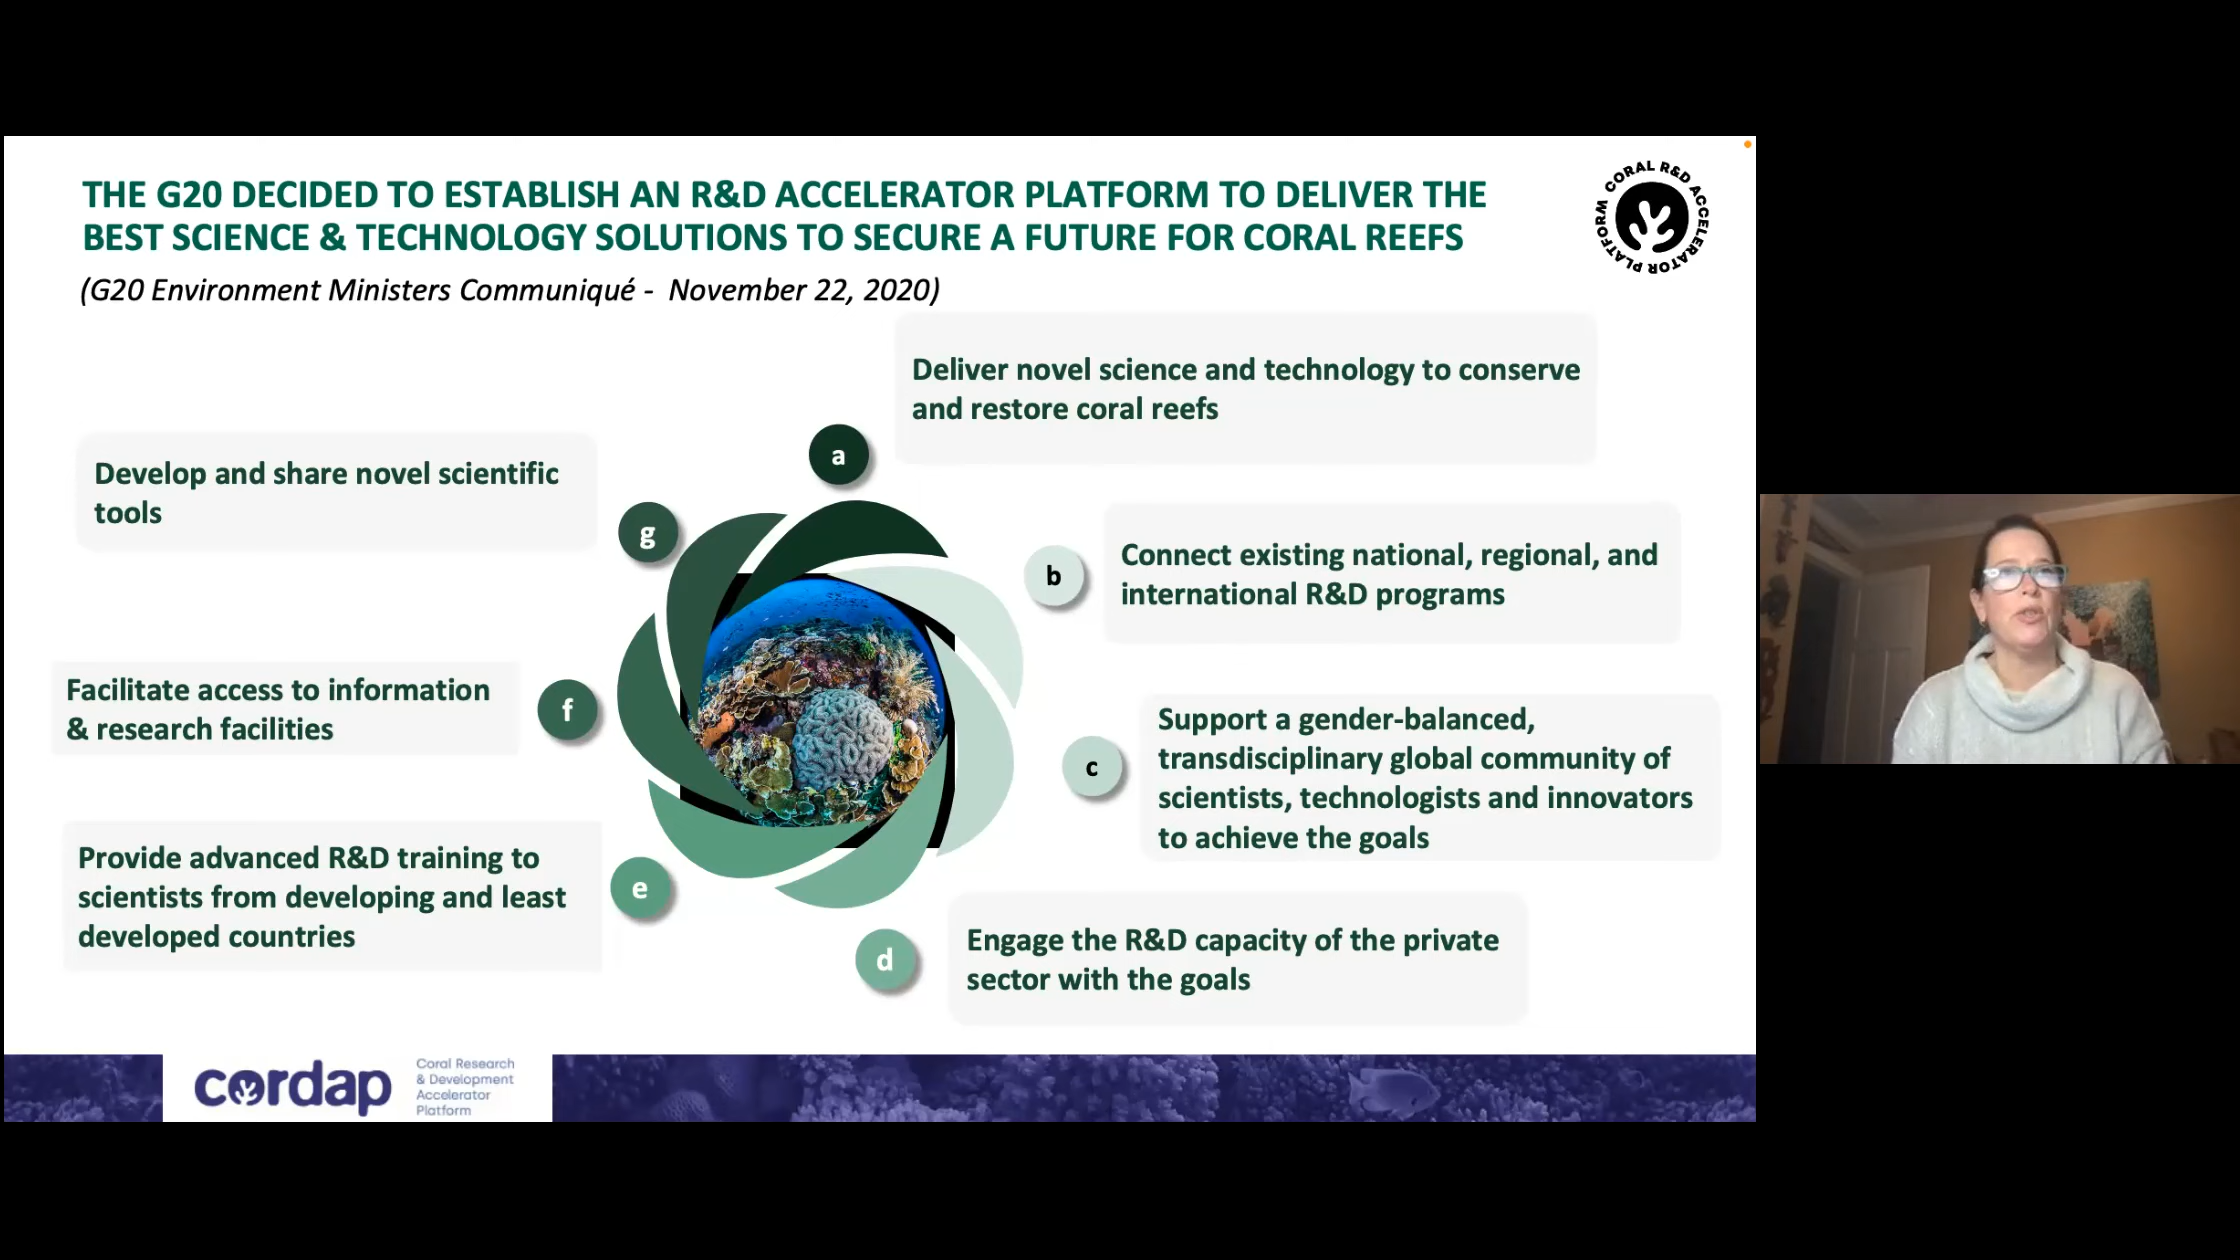 THE G20 DECIDED TO ESTABLISH AN R&D ACCELERATOR PLATFORM TO DELIVER THE
BEST SCIENCE & TECHNOLOGY SOLUTIONS TO SECURE A FUTURE FOR CORAL REEFS
(G20 Environment Ministers Communiqué - November 22, 2020)
CORAL R&D ACCELERATOR PLATFORM
a
Deliver novel science and technology to conserve
and restore coral reefs
b
Connect existing national, regional, and
international R&D programs
c
Support a gender-balanced,
transdisciplinary global community of
scientists, technologists and innovators
to achieve the goals
d
Engage the R&D capacity of the private
sector with the goals
e
Provide advanced R&D training to
scientists from developing and least
developed countries
f
Facilitate access to information
& research facilities
g
Develop and share novel scientific
tools
cordap
Coral Research
& Development
Accelerator
Platform